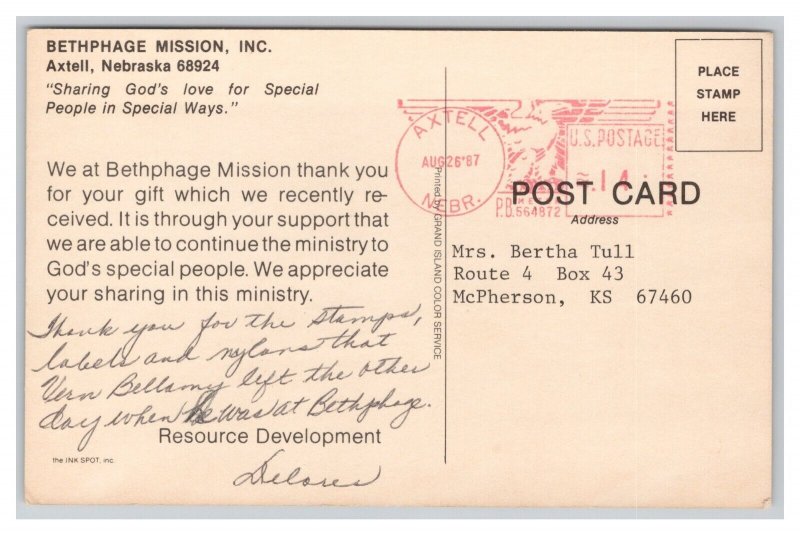 BETHPHAGE MISSION, INC.
Axtell, Nebraska 68924
"Sharing God's love for Special
People in Special Ways."
We at Bethphage Mission thank you
for your gift which we recently re-
ceived. It is through your support that
we are able to continue the ministry to
God's special people. We appreciate
your sharing in this ministry.
Thank you for the stamps,
labels and nylons that
Vern Bellamy left the other
day when he was at Bethphage.
Resource Development
the INK SPOT, inc.
Delores
Printed by GRAND ISLAND COLOR SERVICE
PLACE
STAMP
HERE
AXTELL
AUG 26 '87
NEBR.
U.S. POSTAGE
.14
P.B. METER
564872
POST CARD
Address
Mrs. Bertha Tull
Route 4 Box 43
McPherson, KS 67460